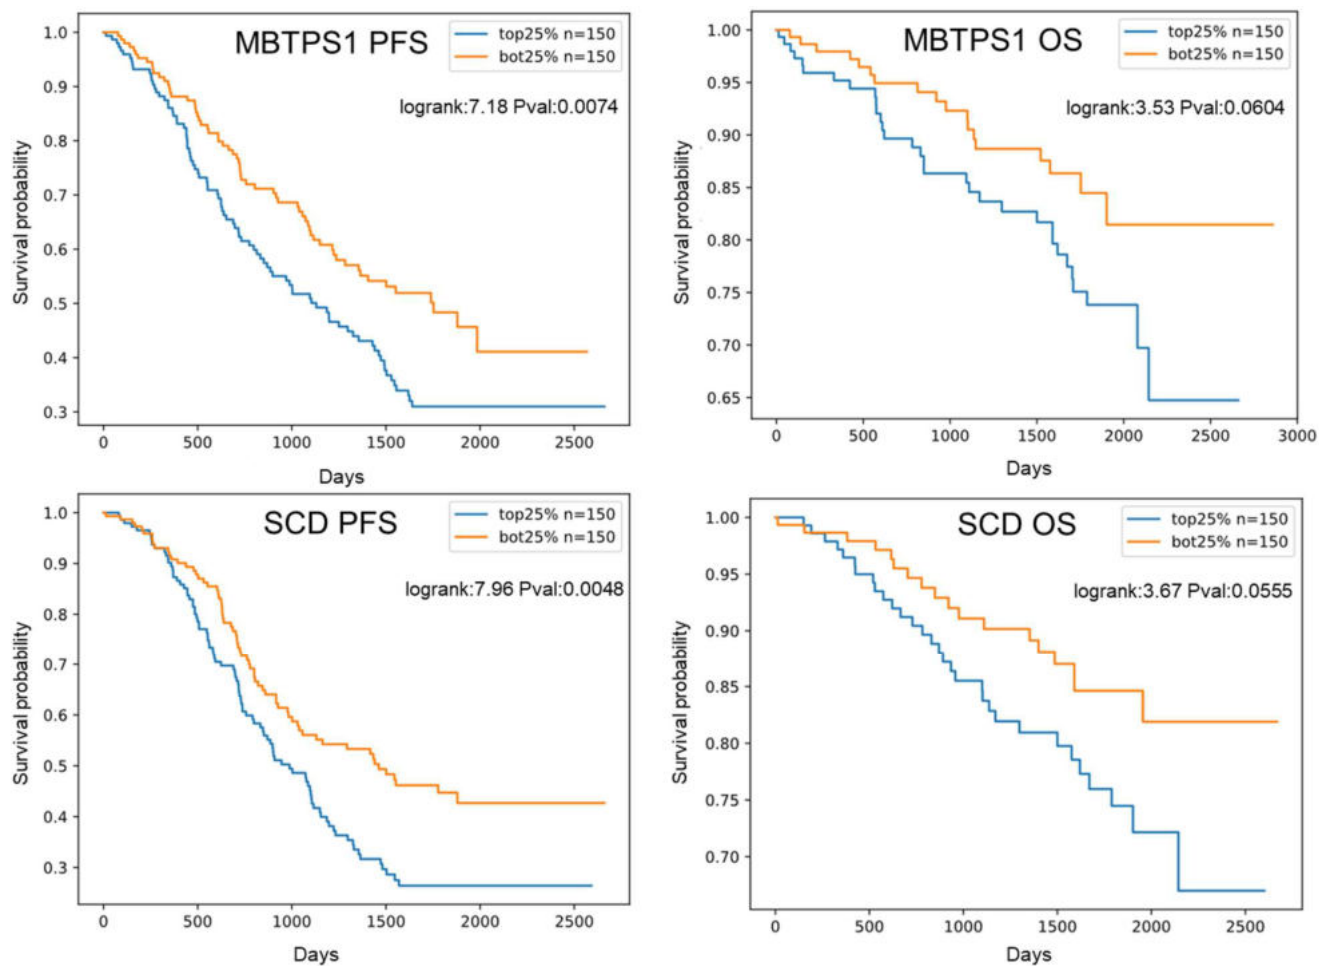 MBTPS1 PFS
top25% n=150
bot25% n=150
logrank:7.18 Pval:0.0074
Survival probability
1.0
0.9
0.8
0.7
0.6
0.5
0.4
0.3
0 500 1000 1500 2000 2500
Days
MBTPS1 OS
top25% n=150
bot25% n=150
logrank:3.53 Pval:0.0604
Survival probability
1.00
0.95
0.90
0.85
0.80
0.75
0.70
0.65
0 500 1000 1500 2000 2500 3000
Days
SCD PFS
top25% n=150
bot25% n=150
logrank:7.96 Pval:0.0048
Survival probability
1.0
0.9
0.8
0.7
0.6
0.5
0.4
0.3
0 500 1000 1500 2000 2500
Days
SCD OS
top25% n=150
bot25% n=150
logrank:3.67 Pval:0.0555
Survival probability
1.00
0.95
0.90
0.85
0.80
0.75
0.70
0 500 1000 1500 2000 2500
Days